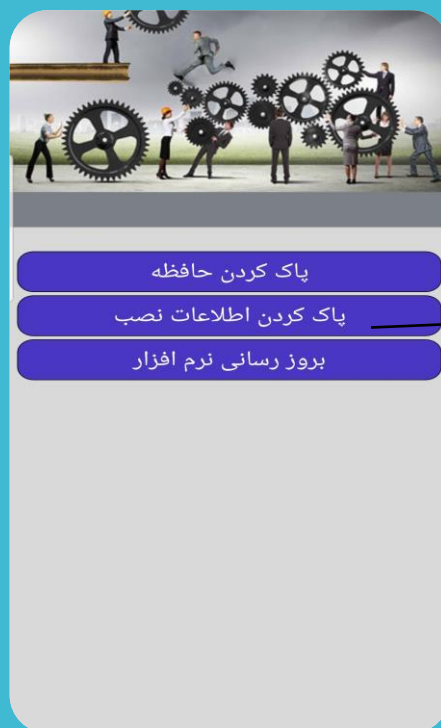 پاک کردن حافظه
پاک کردن اطلاعات نصب
بروز رسانی نرم افزار